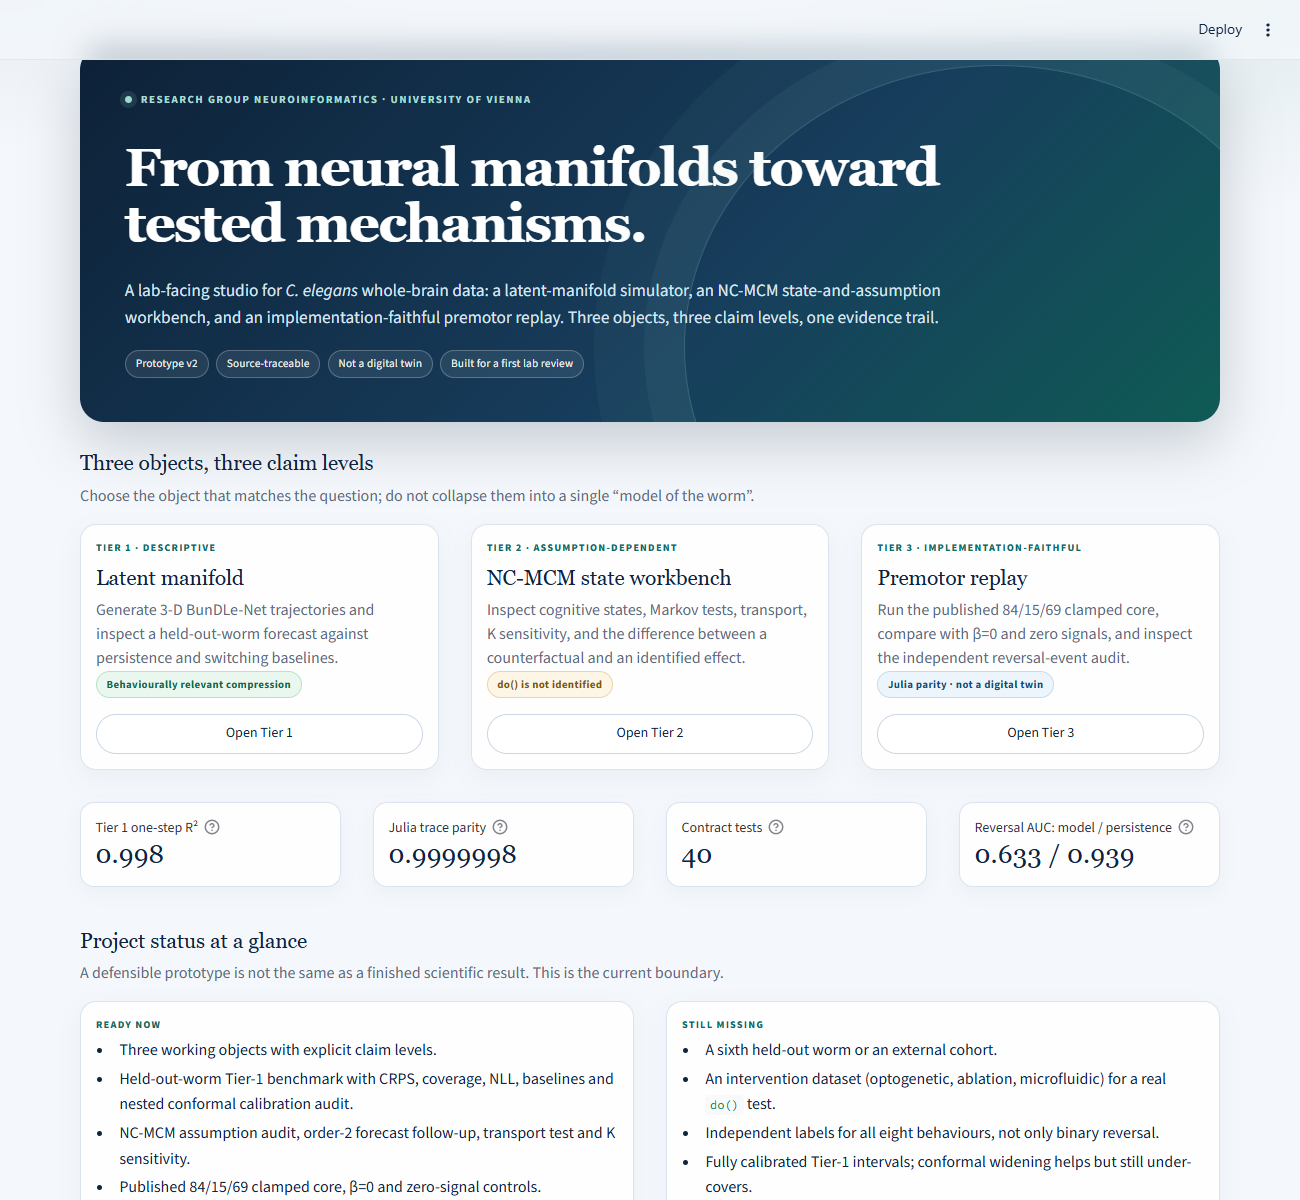 Deploy
RESEARCH GROUP NEUROINFORMATICS · UNIVERSITY OF VIENNA
From neural manifolds toward
tested mechanisms.
A lab-facing studio for C. elegans whole-brain data: a latent-manifold simulator, an NC-MCM state-and-assumption
workbench, and an implementation-faithful premotor replay. Three objects, three claim levels, one evidence trail.
Prototype v2
Source-traceable
Not a digital twin
Built for a first lab review
Three objects, three claim levels
Choose the object that matches the question; do not collapse them into a single “model of the worm”.
TIER 1 · DESCRIPTIVE
Latent manifold
Generate 3-D BunDLe-Net trajectories and
inspect a held-out-worm forecast against
persistence and switching baselines.
Behaviourally relevant compression
Open Tier 1
TIER 2 · ASSUMPTION-DEPENDENT
NC-MCM state workbench
Inspect cognitive states, Markov tests, transport,
K sensitivity, and the difference between a
counterfactual and an identified effect.
do() is not identified
Open Tier 2
TIER 3 · IMPLEMENTATION-FAITHFUL
Premotor replay
Run the published 84/15/69 clamped core,
compare with β=0 and zero signals, and inspect
the independent reversal-event audit.
Julia parity · not a digital twin
Open Tier 3
Tier 1 one-step R²
0.998
Julia trace parity
0.9999998
Contract tests
40
Reversal AUC: model / persistence
0.633 / 0.939
Project status at a glance
A defensible prototype is not the same as a finished scientific result. This is the current boundary.
READY NOW
• Three working objects with explicit claim levels.
• Held-out-worm Tier-1 benchmark with CRPS, coverage, NLL, baselines and
nested conformal calibration audit.
• NC-MCM assumption audit, order-2 forecast follow-up, transport test and K
sensitivity.
• Published 84/15/69 clamped core, β=0 and zero-signal controls.
STILL MISSING
• A sixth held-out worm or an external cohort.
• An intervention dataset (optogenetic, ablation, microfluidic) for a real
do() test.
• Independent labels for all eight behaviours, not only binary reversal.
• Fully calibrated Tier-1 intervals; conformal widening helps but still under-
covers.